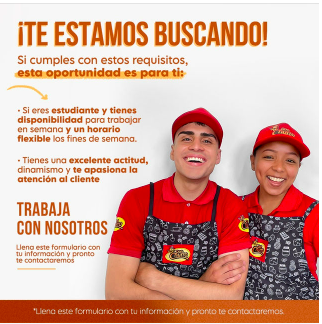 ¡TE ESTAMOS BUSCANDO!
Si cumples con estos requisitos,
esta oportunidad es para ti:
• Si eres estudiante y tienes
disponibilidad para trabajar
en semana y un horario
flexible los fines de semana.
• Tienes una excelente actitud,
dinamismo y te apasiona la
atención al cliente
TRABAJA
CON NOSOTROS
Llena este formulario con
tu información y pronto
te contactaremos
*Llena este formulario con tu información y pronto te contactaremos.